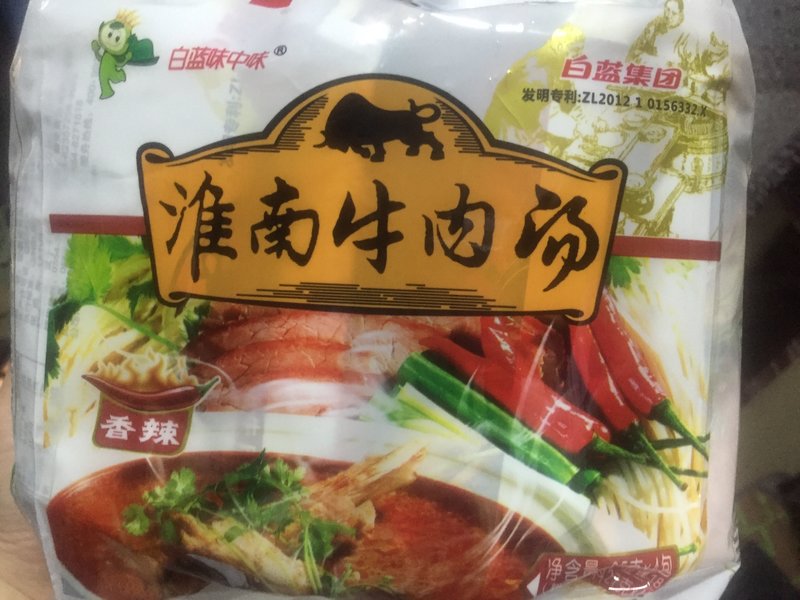 白蓝味中味®
白蓝集团
发明专利:ZL2012 1 0156332.X
淮南牛肉汤
香辣
净含量